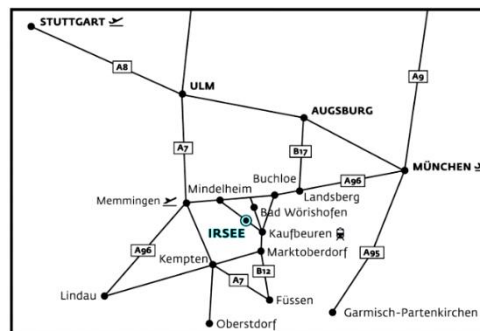 STUTTGART
A8
A9
ULM
AUGSBURG
A7
B17
MÜNCHEN
Buchloe
A96
Mindelheim
Landsberg
Memmingen
Bad Wörishofen
IRSEE
Kaufbeuren
A96
Kempten
Marktoberdorf
A95
B12
A7
Lindau
Füssen
Garmisch-Partenkirchen
Oberstdorf